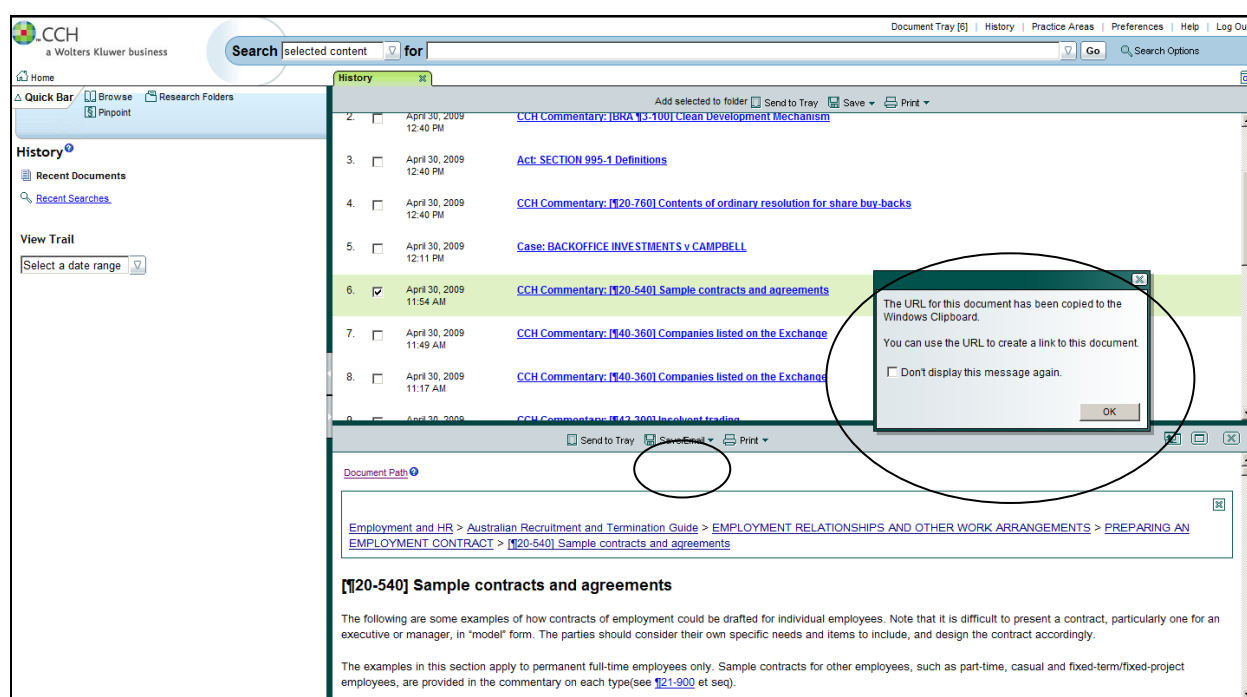 CCH
a Wolters Kluwer business
Document Tray [6] | History | Practice Areas | Preferences | Help | Log Ou
Search selected content for Go Search Options
Home
History
Quick Bar Browse Research Folders
Pinpoint
Add selected to folder Send to Tray Save Print
History
Recent Documents
Recent Searches
View Trail
Select a date range
2. April 30, 2009 CCH Commentary: [BRA ¶3-100] Clean Development Mechanism
12:40 PM
3. April 30, 2009 Act: SECTION 995-1 Definitions
12:40 PM
4. April 30, 2009 CCH Commentary: [¶20-760] Contents of ordinary resolution for share buy-backs
12:40 PM
5. April 30, 2009 Case: BACKOFFICE INVESTMENTS v CAMPBELL
12:11 PM
6. April 30, 2009 CCH Commentary: [¶20-540] Sample contracts and agreements
11:54 AM
7. April 30, 2009 CCH Commentary: [¶40-360] Companies listed on the Exchange
11:49 AM
8. April 30, 2009 CCH Commentary: [¶40-360] Companies listed on the Exchange
11:17 AM
9. April 30, 2009 CCH Commentary: [¶42-300] Insolvent trading
The URL for this document has been copied to the
Windows Clipboard.
You can use the URL to create a link to this document.
Don't display this message again.
OK
Send to Tray Save/Email Print
Document Path
Employment and HR > Australian Recruitment and Termination Guide > EMPLOYMENT RELATIONSHIPS AND OTHER WORK ARRANGEMENTS > PREPARING AN
EMPLOYMENT CONTRACT > [¶20-540] Sample contracts and agreements
[¶20-540] Sample contracts and agreements
The following are some examples of how contracts of employment could be drafted for individual employees. Note that it is difficult to present a contract, particularly one for an
executive or manager, in "model" form. The parties should consider their own specific needs and items to include, and design the contract accordingly.
The examples in this section apply to permanent full-time employees only. Sample contracts for other employees, such as part-time, casual and fixed-term/fixed-project
employees, are provided in the commentary on each type(see ¶21-900 et seq).